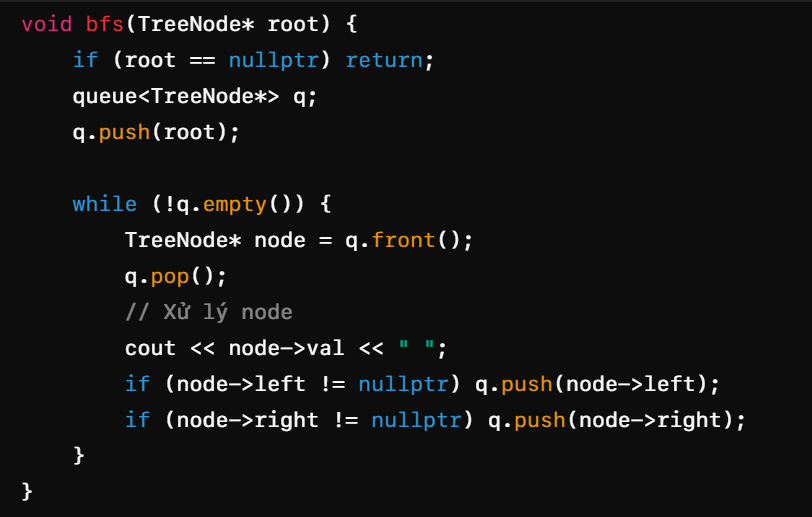 void bfs(TreeNode* root) {
    if (root == nullptr) return;
    queue<TreeNode*> q;
    q.push(root);

    while (!q.empty()) {
        TreeNode* node = q.front();
        q.pop();
        // Xử lý node
        cout << node->val << " ";
        if (node->left != nullptr) q.push(node->left);
        if (node->right != nullptr) q.push(node->right);
    }
}